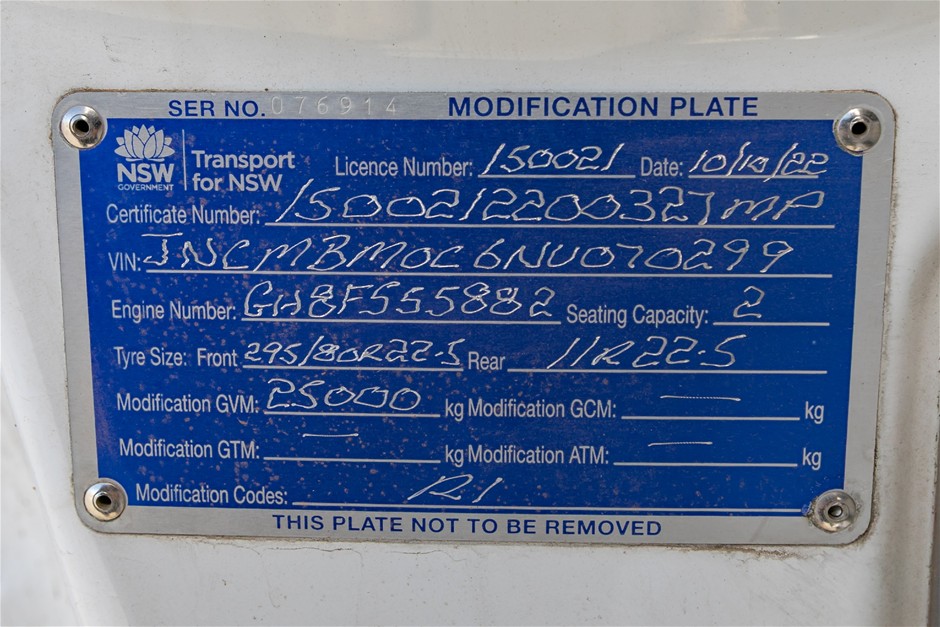 SER NO. 076914 MODIFICATION PLATE
NSW GOVERNMENT Transport for NSW Licence Number: 150021 Date: 10/10/22
Certificate Number: 1500212200327MP
VIN: JNCMBM0C6NU070299
Engine Number: GH8F555882 Seating Capacity: 2
Tyre Size: Front 295/80R22.5 Rear 11R22.5
Modification GVM: 25000 kg Modification GCM: — kg
Modification GTM: — kg Modification ATM: — kg
Modification Codes: R1
THIS PLATE NOT TO BE REMOVED